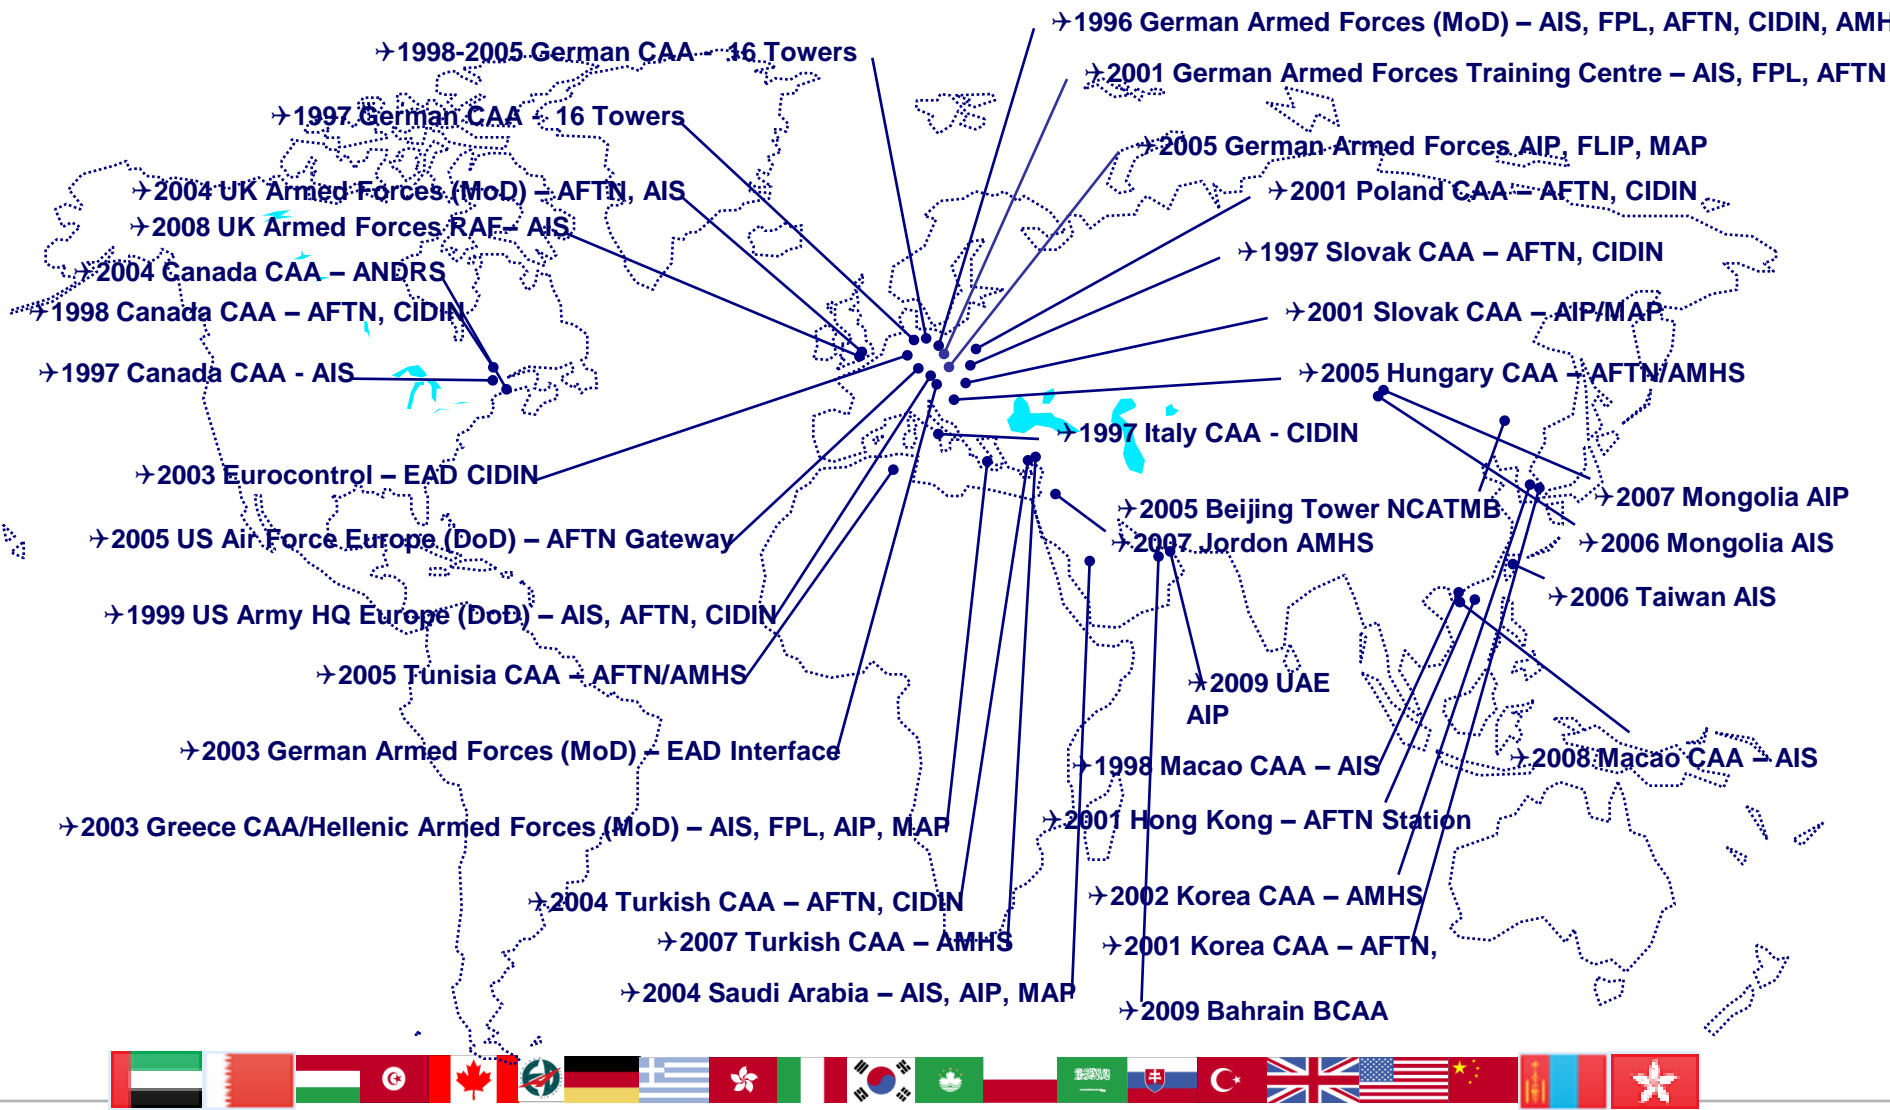 ✈1996 German Armed Forces (MoD) – AIS, FPL, AFTN, CIDIN, AMH
✈1998-2005 German CAA - 16 Towers
✈2001 German Armed Forces Training Centre – AIS, FPL, AFTN
✈1997 German CAA - 16 Towers
✈2005 German Armed Forces AIP, FLIP, MAP
✈2004 UK Armed Forces (MoD) – AFTN, AIS
✈2001 Poland CAA – AFTN, CIDIN
✈2008 UK Armed Forces RAF– AIS
✈1997 Slovak CAA – AFTN, CIDIN
✈2004 Canada CAA – ANDRS
✈1998 Canada CAA – AFTN, CIDIN
✈2001 Slovak CAA – AIP/MAP
✈1997 Canada CAA - AIS
✈2005 Hungary CAA – AFTN/AMHS
✈1997 Italy CAA - CIDIN
✈2003 Eurocontrol – EAD CIDIN
✈2007 Mongolia AIP
✈2005 Beijing Tower NCATMB
✈2005 US Air Force Europe (DoD) – AFTN Gateway
✈2007 Jordon AMHS
✈2006 Mongolia AIS
✈2006 Taiwan AIS
✈1999 US Army HQ Europe (DoD) – AIS, AFTN, CIDIN
✈2005 Tunisia CAA – AFTN/AMHS
✈2009 UAE
AIP
✈2003 German Armed Forces (MoD) – EAD Interface
✈1998 Macao CAA – AIS
✈2008 Macao CAA – AIS
✈2003 Greece CAA/Hellenic Armed Forces (MoD) – AIS, FPL, AIP, MAP
✈2001 Hong Kong – AFTN Station
✈2004 Turkish CAA – AFTN, CIDIN
✈2002 Korea CAA – AMHS
✈2007 Turkish CAA – AMHS
✈2001 Korea CAA – AFTN,
✈2004 Saudi Arabia – AIS, AIP, MAP
✈2009 Bahrain BCAA